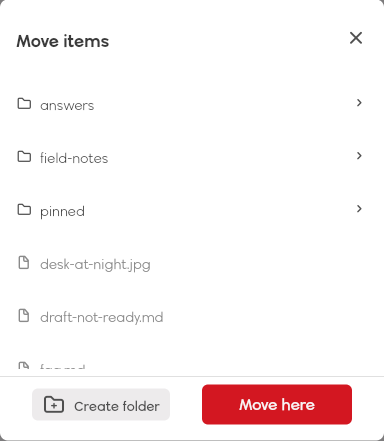 Move items
answers
field-notes
pinned
desk-at-night.jpg
draft-not-ready.md
Create folder
Move here